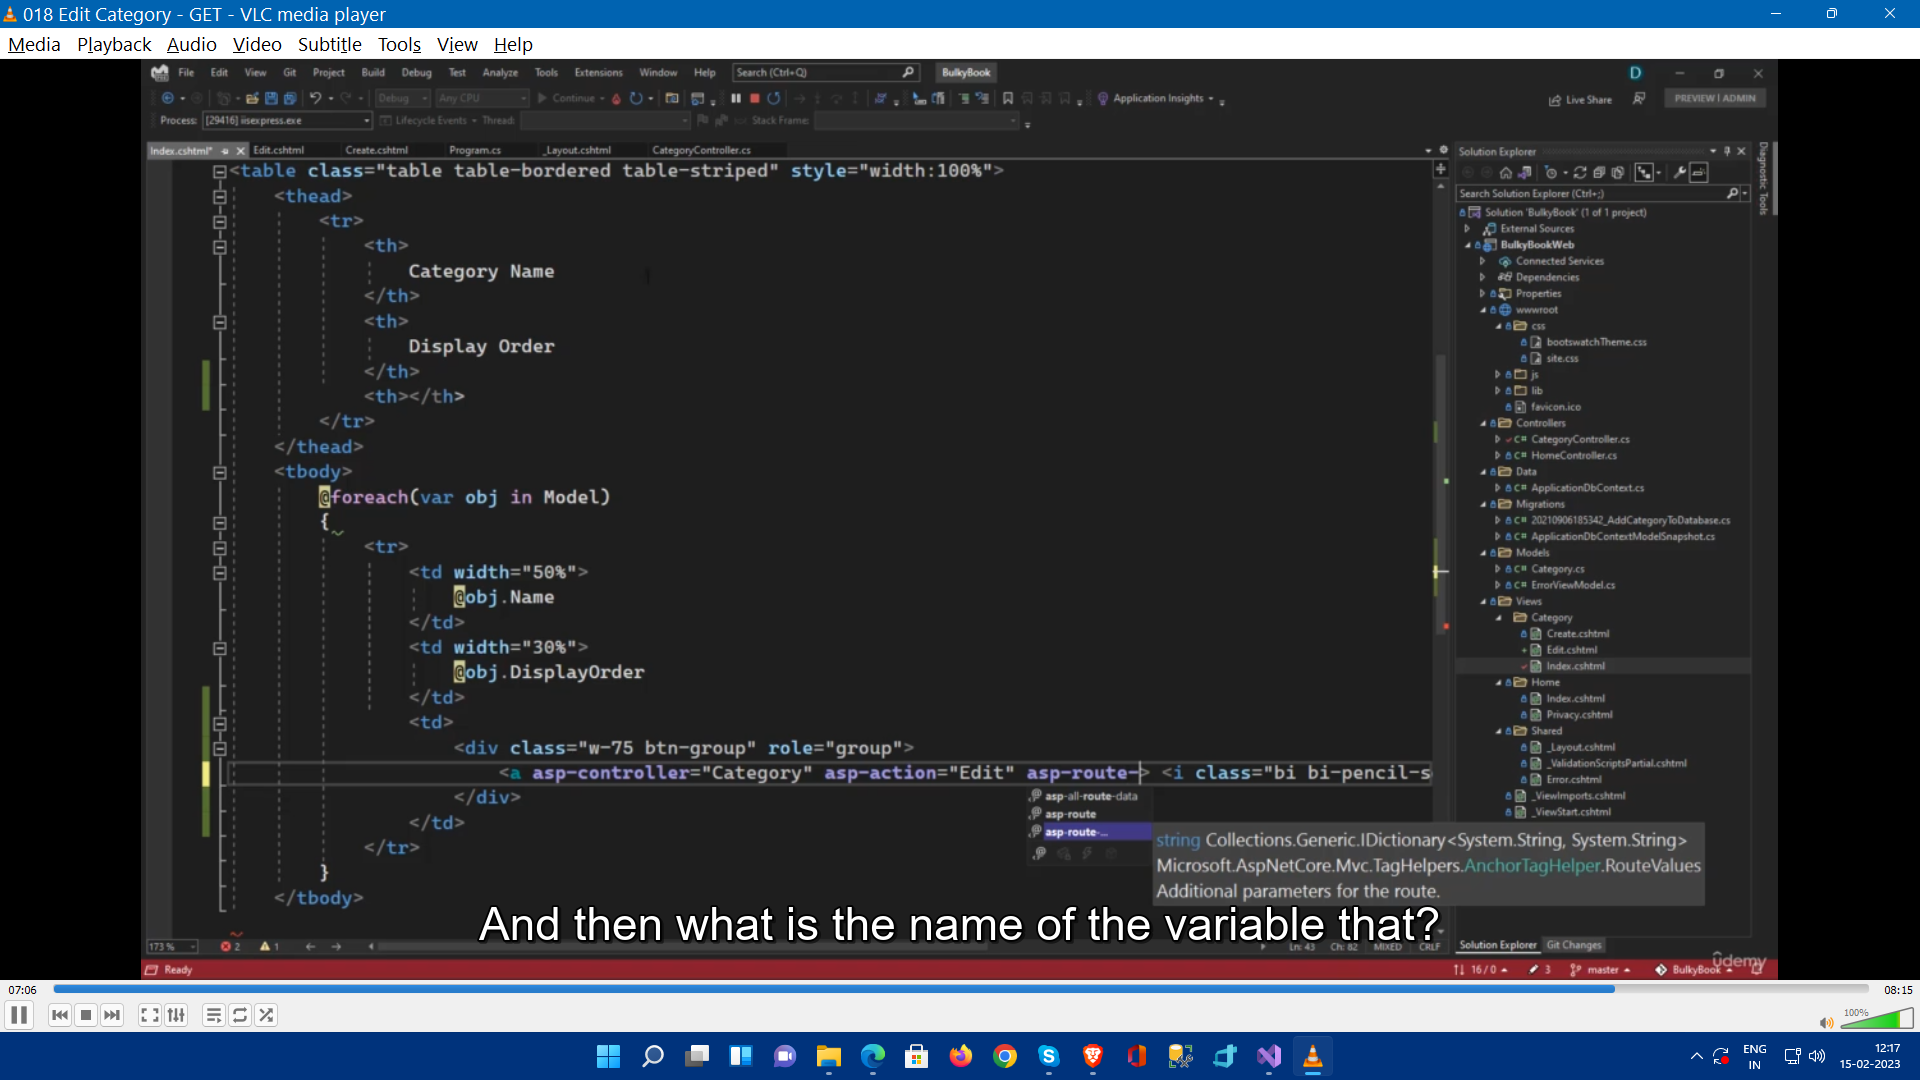 018 Edit Category - GET - VLC media player
Media Playback Audio Video Subtitle Tools View Help
File Edit View Git Project Build Debug Test Analyze Tools Extensions Window Help Search (Ctrl+Q) BulkyBook D
Debug Any CPU Continue Application Insights Live Share PREVIEW | ADMIN
Process: [29416] iisexpress.exe Lifecycle Events Thread: Stack Frame:
Index.cshtml* Edit.cshtml Create.cshtml Program.cs _Layout.cshtml CategoryController.cs
<table class="table table-bordered table-striped" style="width:100%">
<thead>
<tr>
<th>
Category Name
</th>
<th>
Display Order
</th>
<th></th>
</tr>
</thead>
<tbody>
@foreach(var obj in Model)
{
<tr>
<td width="50%">
@obj.Name
</td>
<td width="30%">
@obj.DisplayOrder
</td>
<td>
<div class="w-75 btn-group" role="group">
<a asp-controller="Category" asp-action="Edit" asp-route-> <i class="bi bi-pencil-s
</div>
</td>
</tr>
}
</tbody>
asp-all-route-data
asp-route
asp-route-...
string Collections.Generic.IDictionary<System.String, System.String>
Microsoft.AspNetCore.Mvc.TagHelpers.AnchorTagHelper.RouteValues
Additional parameters for the route.
And then what is the name of the variable that?
173 % 2 1 Ln: 43 Ch: 82 MIXED CRLF
Solution Explorer
Search Solution Explorer (Ctrl+;)
Solution 'BulkyBook' (1 of 1 project)
External Sources
BulkyBookWeb
Connected Services
Dependencies
Properties
wwwroot
css
bootswatchTheme.css
site.css
js
lib
favicon.ico
Controllers
C# CategoryController.cs
C# HomeController.cs
Data
C# ApplicationDbContext.cs
Migrations
C# 20210906185342_AddCategoryToDatabase.cs
C# ApplicationDbContextModelSnapshot.cs
Models
C# Category.cs
C# ErrorViewModel.cs
Views
Category
Create.cshtml
Edit.cshtml
Index.cshtml
Home
Index.cshtml
Privacy.cshtml
Shared
_Layout.cshtml
_ValidationScriptsPartial.cshtml
Error.cshtml
_ViewImports.cshtml
_ViewStart.cshtml
Solution Explorer Git Changes
Diagnostic Tools
udemy
Ready 16 / 0 3 master BulkyBook
07:06 08:15
100%
ENG
IN
12:17
15-02-2023